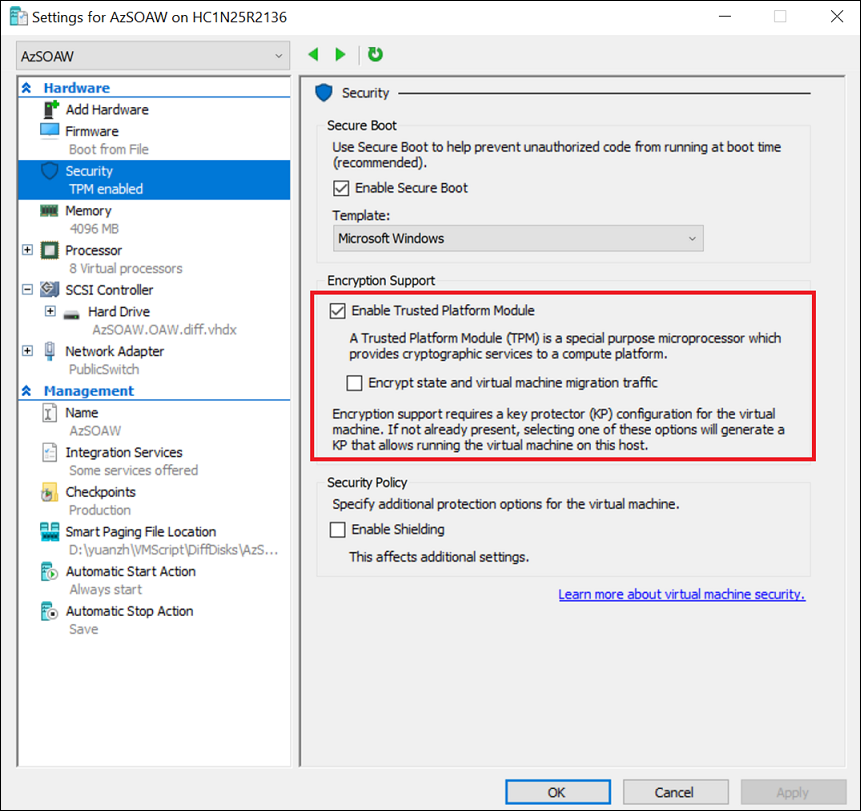 Settings for AzSOAW on HC1N25R2136
AzSOAW
Hardware
Add Hardware
Firmware
Boot from File
Security
TPM enabled
Memory
4096 MB
Processor
8 Virtual processors
SCSI Controller
Hard Drive
AzSOAW.OAW.diff.vhdx
Network Adapter
PublicSwitch
Management
Name
AzSOAW
Integration Services
Some services offered
Checkpoints
Production
Smart Paging File Location
D:\yuanzh\VMScript\DiffDisks\AzS...
Automatic Start Action
Always start
Automatic Stop Action
Save
Security
Secure Boot
Use Secure Boot to help prevent unauthorized code from running at boot time
(recommended).
Enable Secure Boot
Template:
Microsoft Windows
Encryption Support
Enable Trusted Platform Module
A Trusted Platform Module (TPM) is a special purpose microprocessor which
provides cryptographic services to a compute platform.
Encrypt state and virtual machine migration traffic
Encryption support requires a key protector (KP) configuration for the virtual
machine. If not already present, selecting one of these options will generate a
KP that allows running the virtual machine on this host.
Security Policy
Specify additional protection options for the virtual machine.
Enable Shielding
This affects additional settings.
Learn more about virtual machine security.
OK
Cancel
Apply